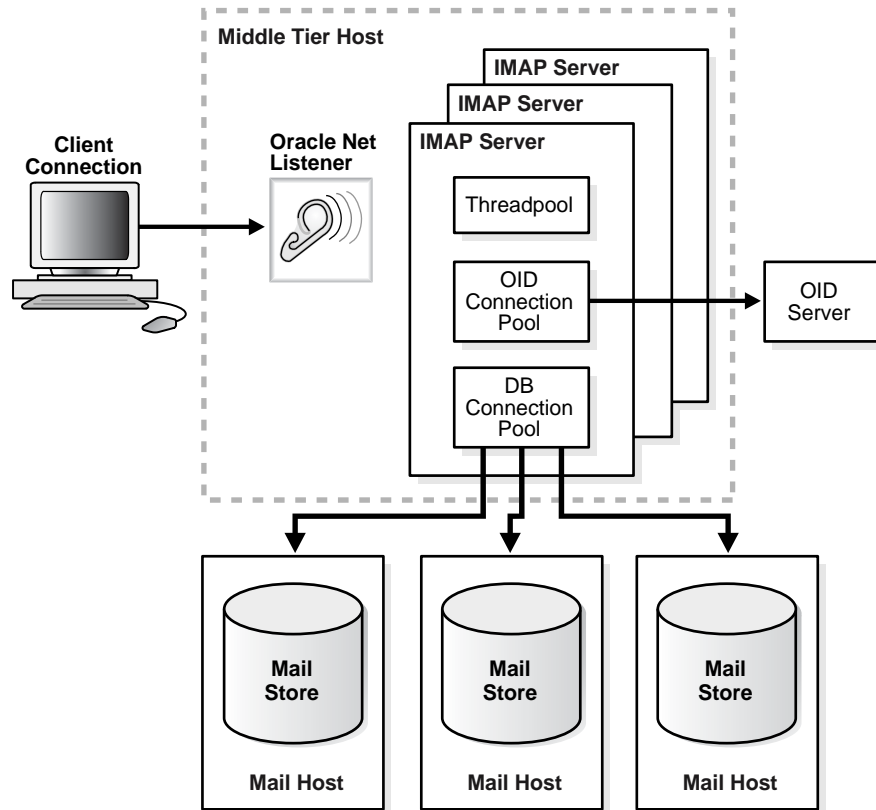 Middle Tier Host
IMAP Server
IMAP Server
IMAP Server
Client
Connection
Oracle Net
Listener
Threadpool
OID
Connection
Pool
OID
Server
DB
Connection
Pool
Mail
Store
Mail Host
Mail
Store
Mail Host
Mail
Store
Mail Host